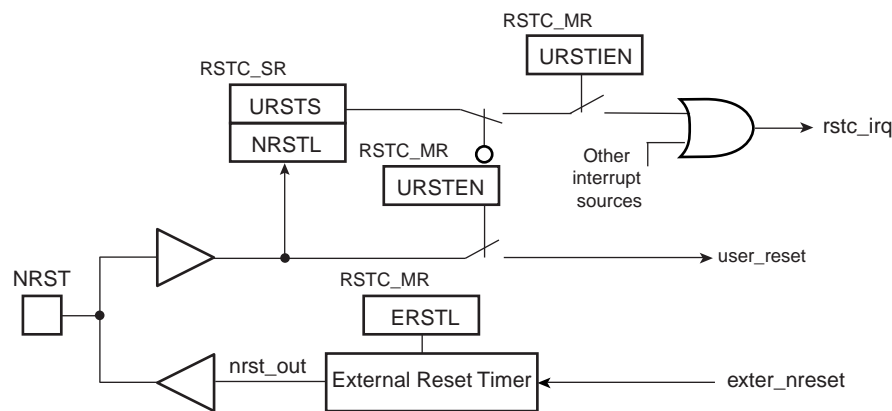 RSTC_MR
URSTIEN
RSTC_SR
URSTS
NRSTL
RSTC_MR
URSTEN
rstc_irq
Other
interrupt
sources
user_reset
NRST
RSTC_MR
ERSTL
nrst_out
External Reset Timer
exter_nreset